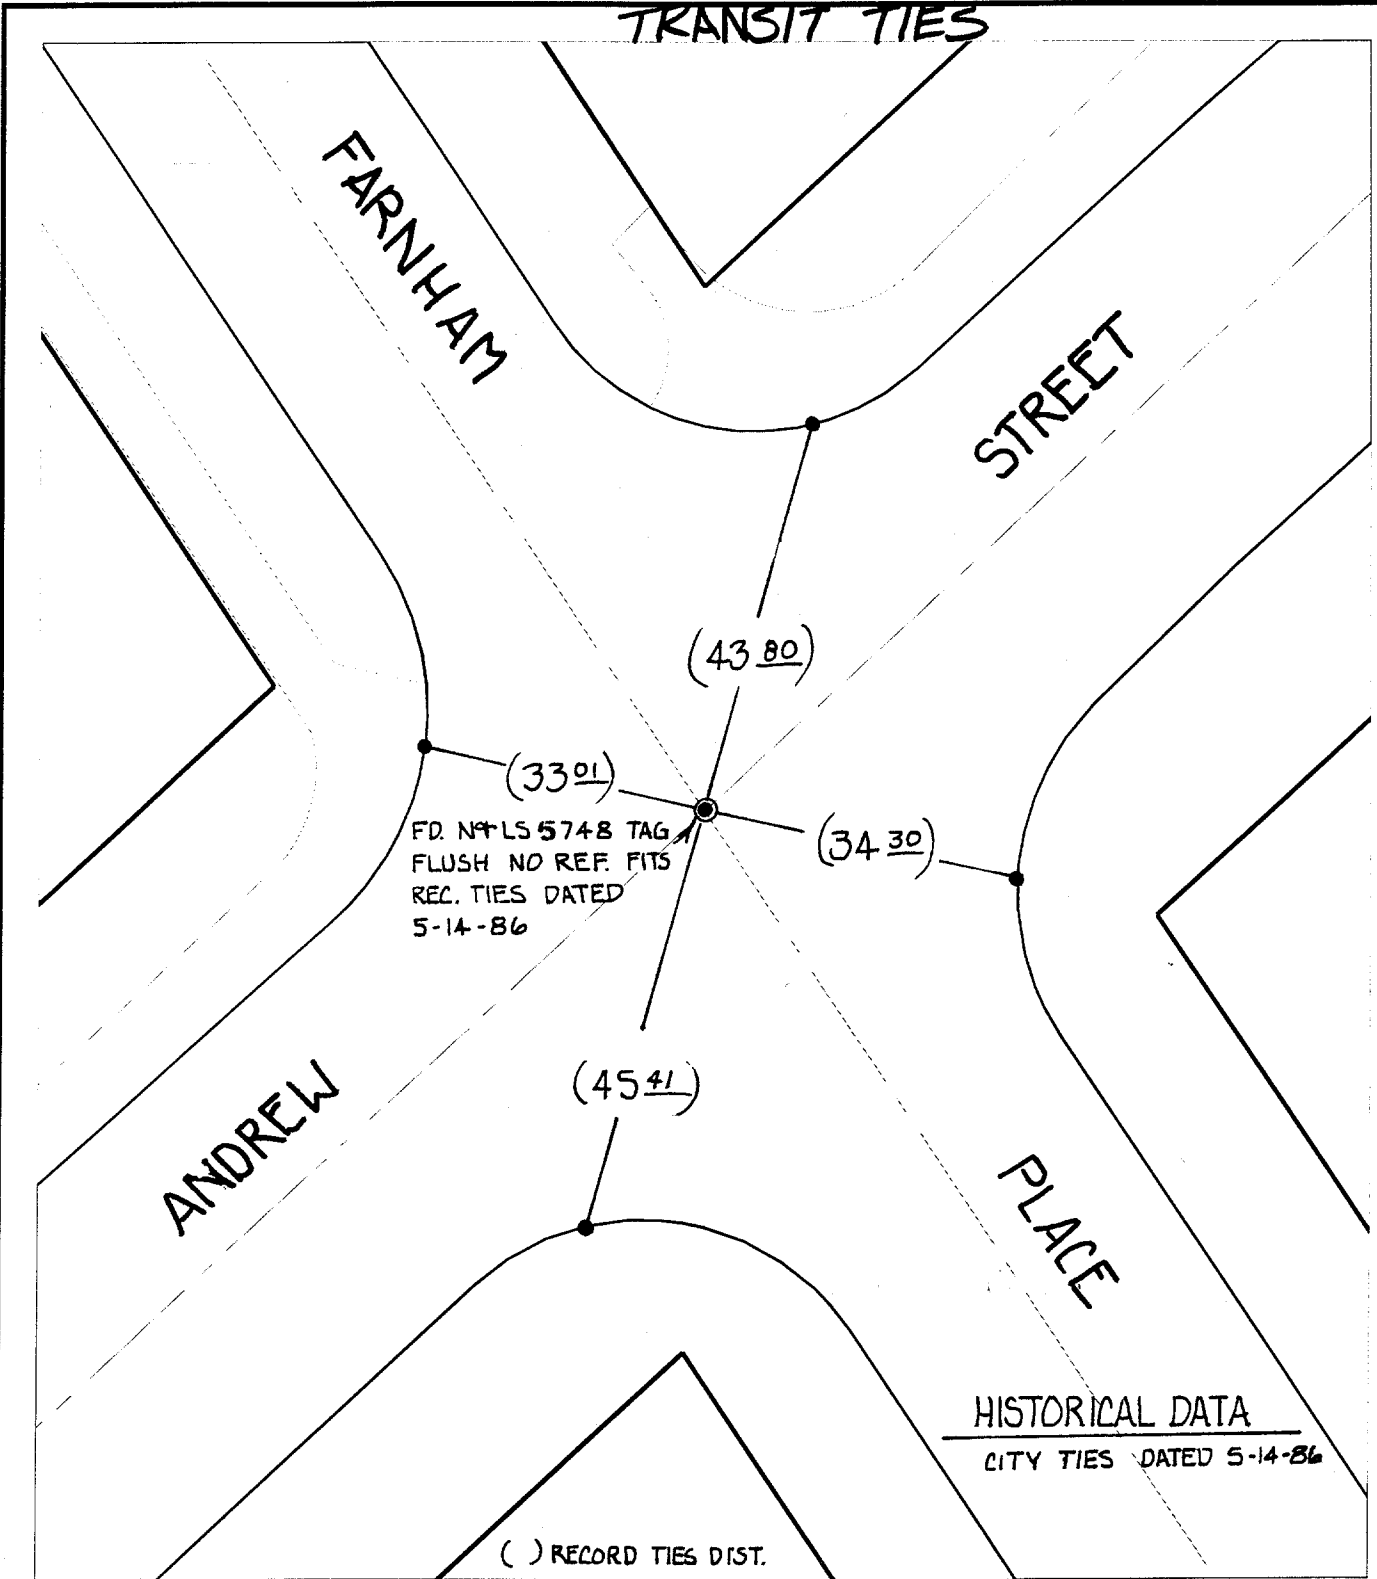 TRANSIT TIES
FARNHAM
STREET
(43 80)
(33 01)
(34 30)
FD. N&T LS 5748 TAG
FLUSH NO REF. FITS
REC. TIES DATED
5-14-86
(45 41)
ANDREW
PLACE
HISTORICAL DATA
CITY TIES DATED 5-14-86
( ) RECORD TIES DIST.